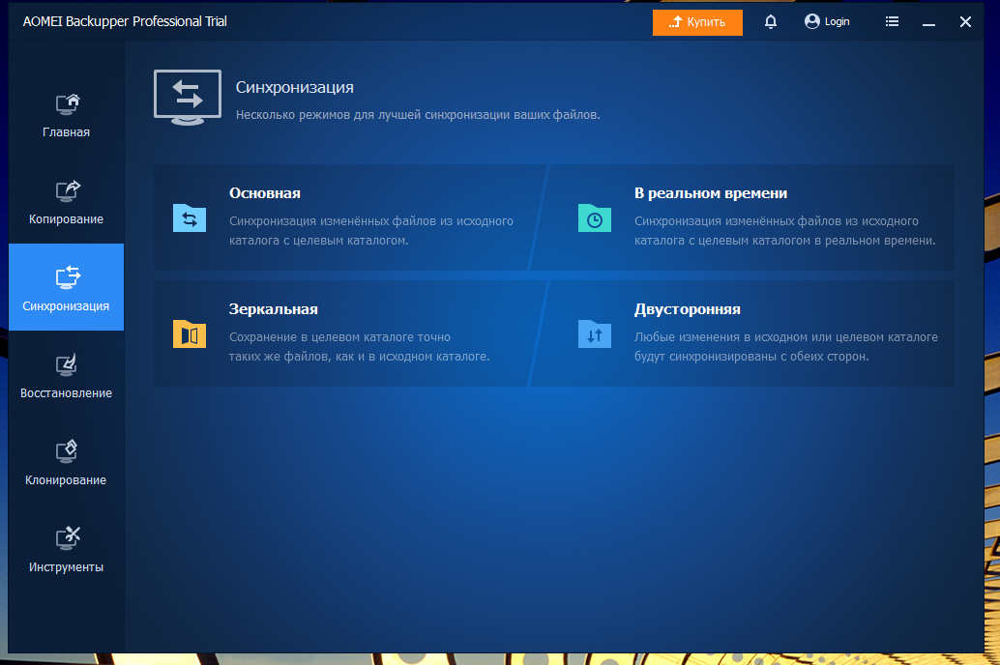 AOMEI Backupper Professional Trial
Купить
Login
Главная
Копирование
Синхронизация
Восстановление
Клонирование
Инструменты
Синхронизация
Несколько режимов для лучшей синхронизации ваших файлов.
Основная
Синхронизация изменённых файлов из исходного
каталога с целевым каталогом.
В реальном времени
Синхронизация изменённых файлов из исходного
каталога с целевым каталогом в реальном времени.
Зеркальная
Сохранение в целевом каталоге точно
таких же файлов, как и в исходном каталоге.
Двусторонняя
Любые изменения в исходном или целевом каталоге
будут синхронизированы с обеих сторон.